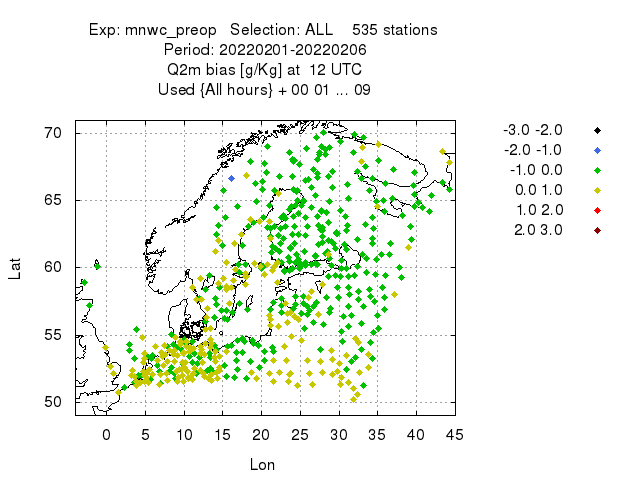 Exp: mnwc_preop   Selection: ALL    535 stations
Period: 20220201-20220206
Q2m bias [g/Kg] at  12 UTC
Used {All hours} + 00 01 ... 09
70
65
60
55
50
Lat
0 5 10 15 20 25 30 35 40 45
Lon
-3.0 -2.0
-2.0 -1.0
-1.0 0.0
0.0 1.0
1.0 2.0
2.0 3.0